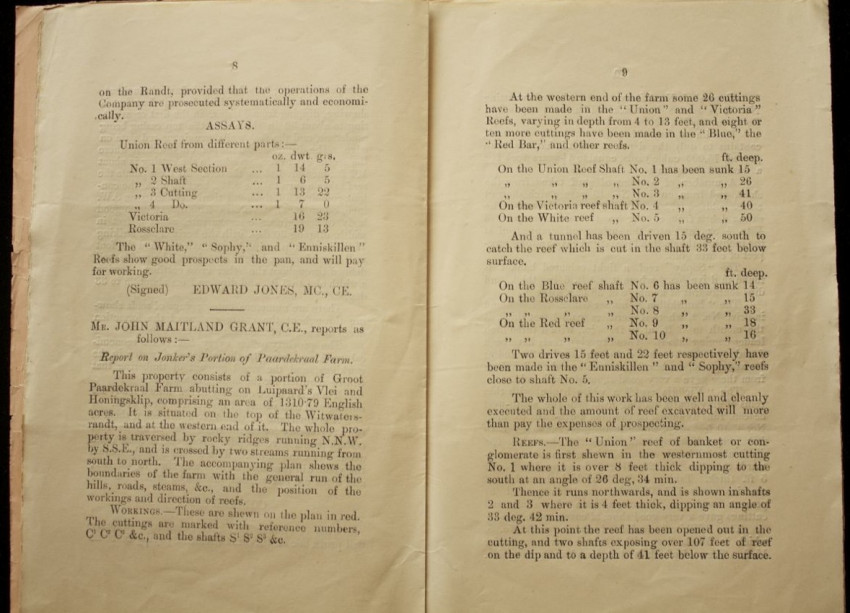 8
on the Randt, provided that the operations of the
Company are prosecuted systematically and economi-
cally.
ASSAYS.
Union Reef from different parts:—
oz. dwt grs.
No. 1 West Section ... 1 14 5
„ 2 Shaft ... 1 6 5
„ 3 Cutting ... 1 13 22
„ 4 Do. ... 1 7 0
Victoria ... 16 23
Rossclare ... 19 13
The “White,” “Sophy,” and “Enniskillen”
Reefs show good prospects in the pan, and will pay
for working.
(Signed) EDWARD JONES, MC., CE.
Mr. JOHN MAITLAND GRANT, C.E., reports as
follows:—
Report on Jonker's Portion of Paardekraal Farm.
This property consists of a portion of Groot
Paardekraal Farm abutting on Luipaard's Vlei and
Honingsklip, comprising an area of 1310·79 English
acres. It is situated on the top of the Witwaters-
randt, and at the western end of it. The whole pro-
perty is traversed by rocky ridges running N.N.W.
by S.S.E., and is crossed by two streams running from
south to north. The accompanying plan shews the
boundaries of the farm with the general run of the
hills, roads, steams, &c., and the position of the
workings and direction of reefs.
Workings.—These are shewn on the plan in red.
The cuttings are marked with reference numbers,
&c., and the shafts S¹ S² S³ &c.
9
At the western end of the farm some 26 cuttings
have been made in the “Union” and “Victoria”
Reefs, varying in depth from 4 to 13 feet, and eight or
ten more cuttings have been made in the “Blue,” the
“Red Bar,” and other reefs.
ft. deep.
On the Union Reef Shaft No. 1 has been sunk 15
„ „ „ „ No. 2 „ „ 26
„ „ „ „ No. 3 „ „ 41
On the Victoria reef shaft No. 4 „ „ 40
On the White reef „ No. 5 „ „ 50
And a tunnel has been driven 15 deg. south to
catch the reef which is cut in the shaft 33 feet below
surface.
ft. deep.
On the Blue reef shaft No. 6 has been sunk 14
On the Rossclare „ No. 7 „ „ 15
„ „ „ „ No. 8 „ „ 33
On the Red reef „ No. 9 „ „ 18
„ „ „ „ No. 10 „ „ 16
Two drives 15 feet and 22 feet respectively have
been made in the “Enniskillen” and “Sophy,” reefs
close to shaft No. 5.
The whole of this work has been well and cleanly
executed and the amount of reef excavated will more
than pay the expenses of prospecting.
Reefs.—The “Union” reef of banket or con-
glomerate is first shewn in the westernmost cutting
No. 1 where it is over 8 feet thick dipping to the
south at an angle of 26 deg, 34 min.
Thence it runs northwards, and is shown in shafts
2 and 3 where it is 4 feet thick, dipping an angle of
33 deg. 42 min.
At this point the reef has been opened out in the
cutting, and two shafts exposing over 107 feet of reef
on the dip and to a depth of 41 feet below the surface.